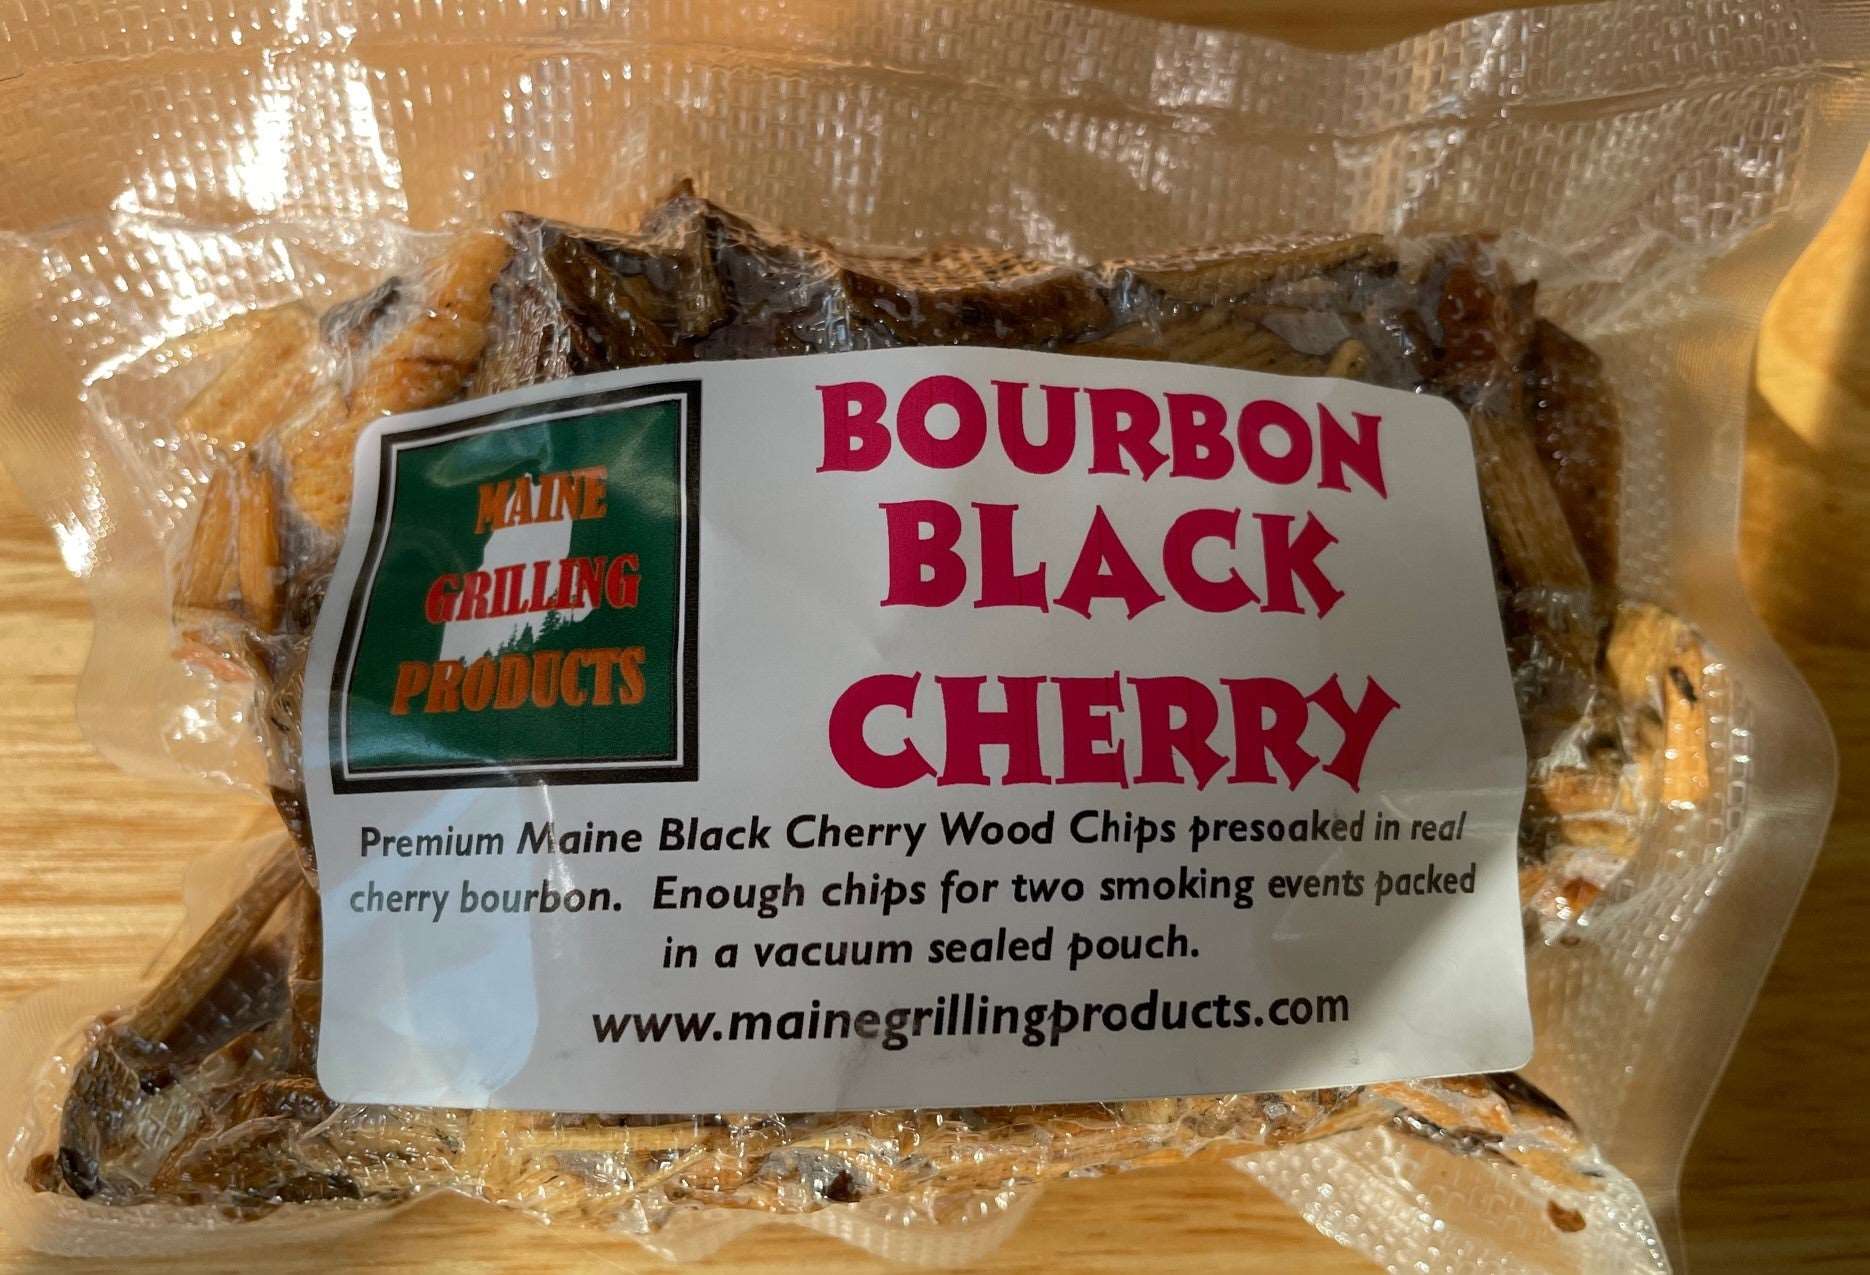 MAINE
GRILLING
PRODUCTS
BOURBON
BLACK
CHERRY
Premium Maine Black Cherry Wood Chips presoaked in real
cherry bourbon. Enough chips for two smoking events packed
in a vacuum sealed pouch.
www.mainegrillingproducts.com